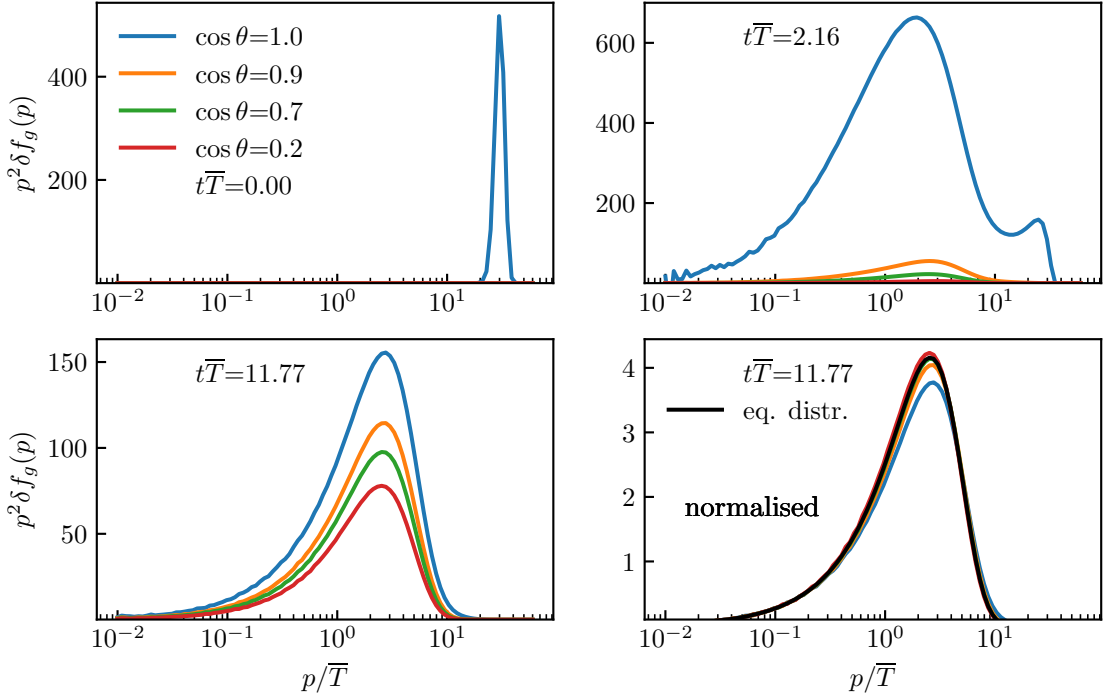 400
200
p²δf_g(p)
cos θ=1.0
cos θ=0.9
cos θ=0.7
cos θ=0.2
tT̅=0.00
10⁻² 10⁻¹ 10⁰ 10¹
600
400
200
tT̅=2.16
10⁻² 10⁻¹ 10⁰ 10¹
150
100
50
p²δf_g(p)
tT̅=11.77
10⁻² 10⁻¹ 10⁰ 10¹
p/T̅
4
3
2
1
tT̅=11.77
eq. distr.
normalised
10⁻² 10⁻¹ 10⁰ 10¹
p/T̅